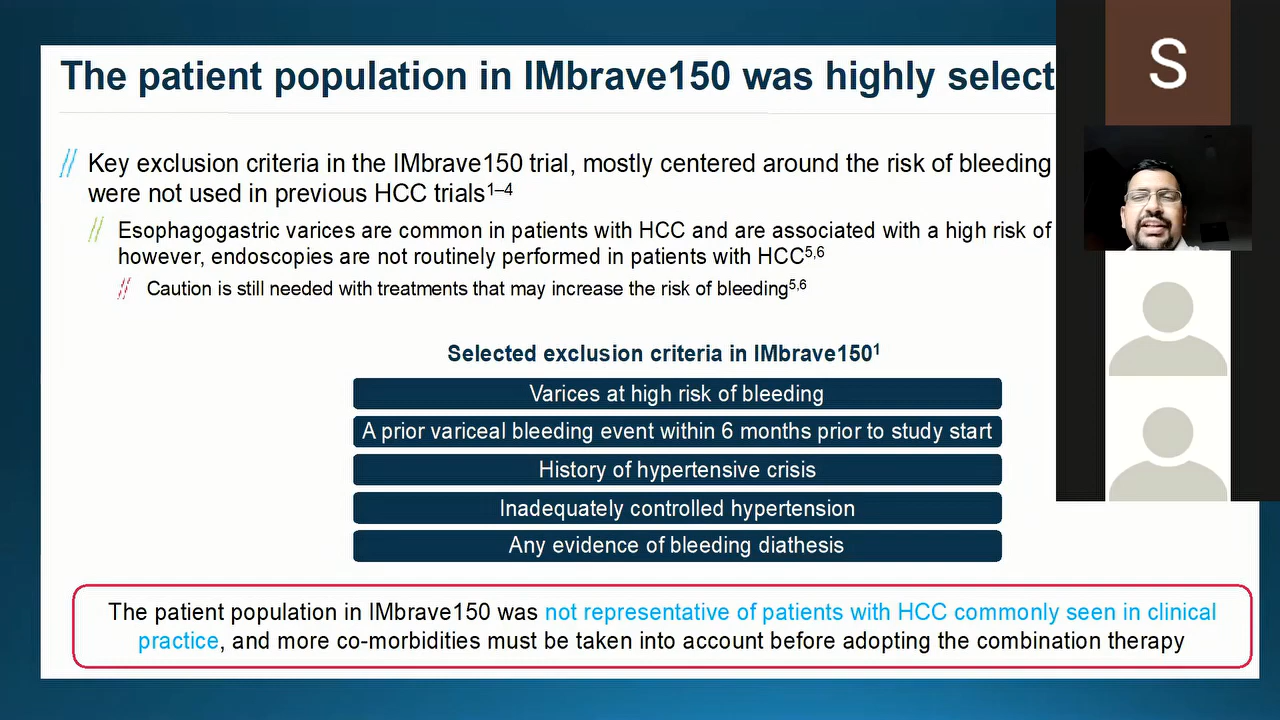 The patient population in IMbrave150 was highly select
Key exclusion criteria in the IMbrave150 trial, mostly centered around the risk of bleeding
were not used in previous HCC trials¹⁻⁴
Esophagogastric varices are common in patients with HCC and are associated with a high risk of
however, endoscopies are not routinely performed in patients with HCC⁵,⁶
Caution is still needed with treatments that may increase the risk of bleeding⁵,⁶
Selected exclusion criteria in IMbrave150¹
Varices at high risk of bleeding
A prior variceal bleeding event within 6 months prior to study start
History of hypertensive crisis
Inadequately controlled hypertension
Any evidence of bleeding diathesis
The patient population in IMbrave150 was not representative of patients with HCC commonly seen in clinical
practice, and more co-morbidities must be taken into account before adopting the combination therapy
S